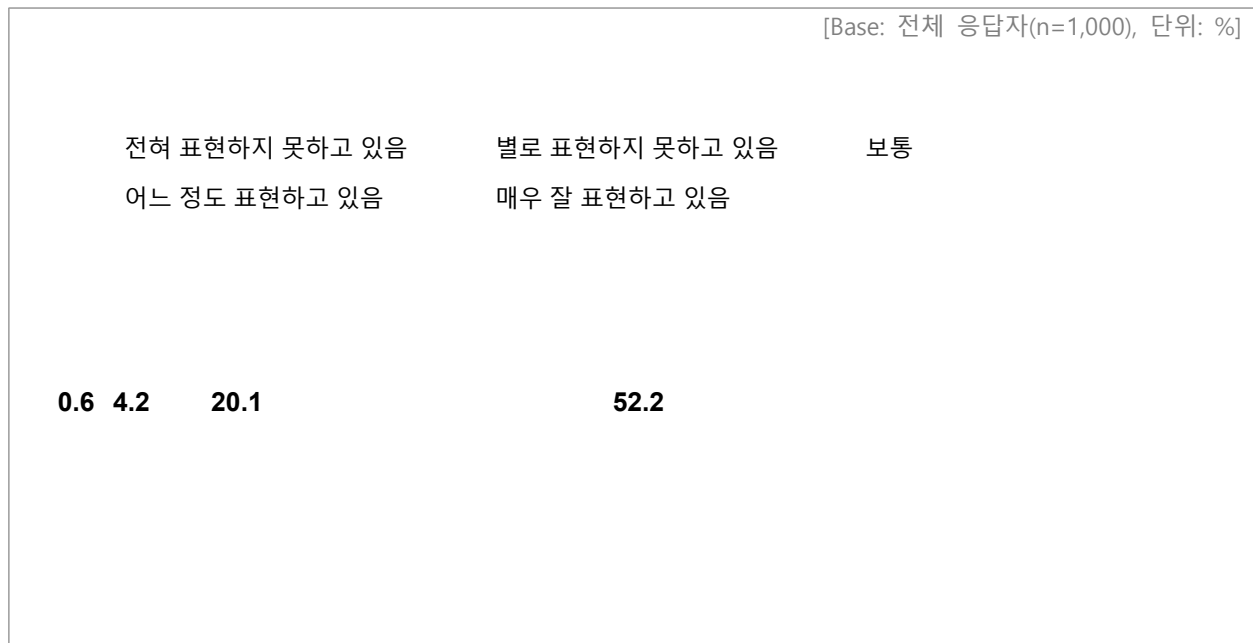 [Base: 전체 응답자(n=1,000), 단위: %]
전혀 표현하지 못하고 있음 별로 표현하지 못하고 있음 보통
어느 정도 표현하고 있음 매우 잘 표현하고 있음
0.6 4.2 20.1 52.2